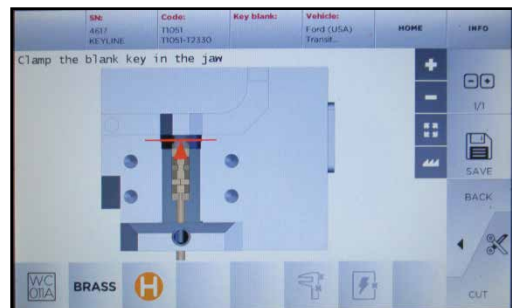 SN: Code: Key blank: Vehicle:
4617 T1051 Ford (USA) HOME INFO
KEYLINE T1051-12330 Transit...
Clamp the blank key in the jaw
1/1
SAVE
BACK
WC
011A
BRASS
H
CUT